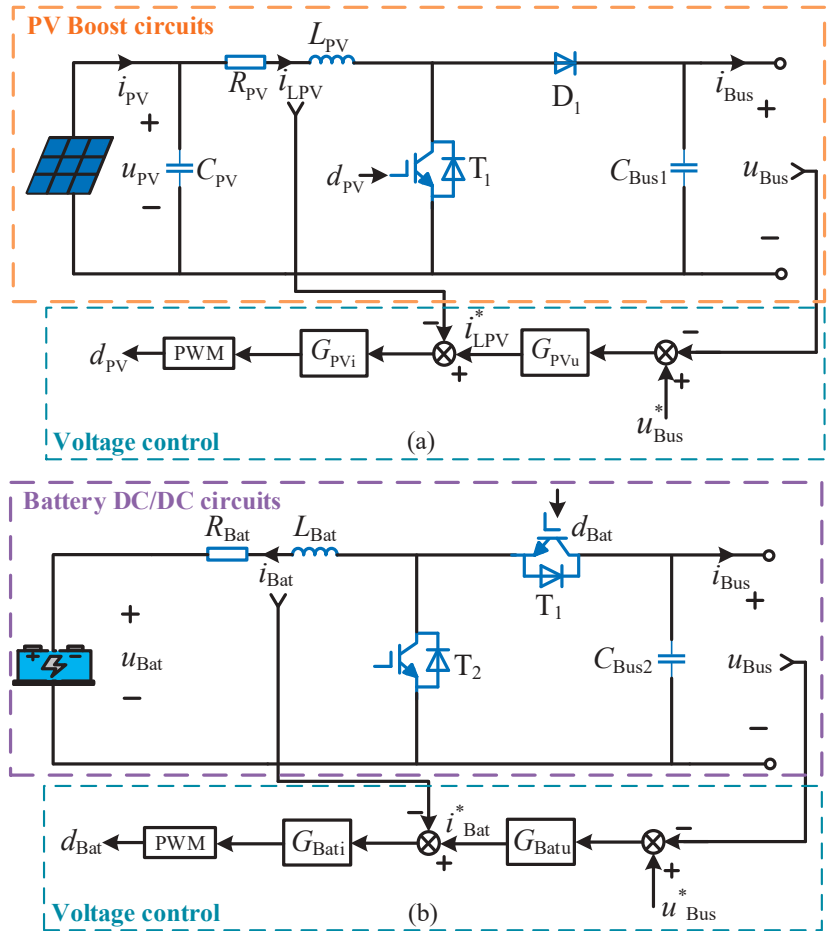 PV Boost circuits
L_PV
i_PV
R_PV
i_LPV
D_1
i_Bus
+
+
u_PV
C_PV
d_PV
T_1
C_Bus1
u_Bus
−
−
−
i*_LPV
−
d_PV
PWM
G_PVi
+
G_PVu
+
u*_Bus
Voltage control
(a)
Battery DC/DC circuits
R_Bat
L_Bat
d_Bat
i_Bat
T_1
i_Bus
+
+
+ −
u_Bat
T_2
C_Bus2
u_Bus
−
−
−
i*_Bat
−
d_Bat
PWM
G_Bati
+
G_Batu
+
u*_Bus
Voltage control
(b)